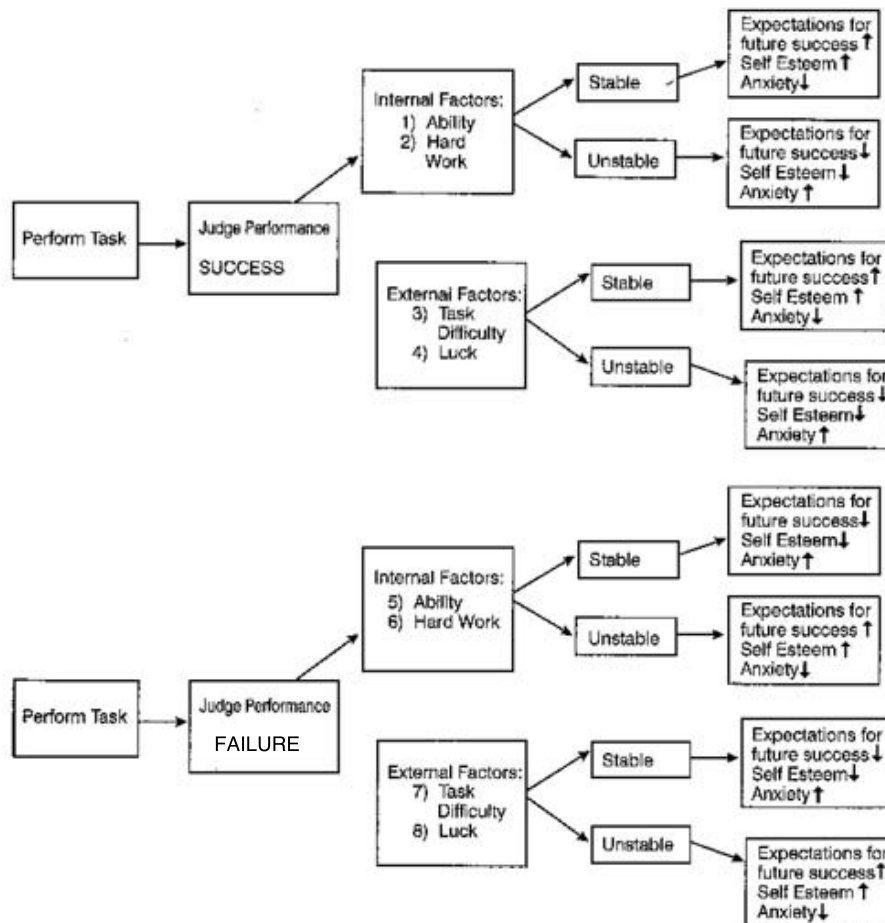 Perform Task
Judge Performance
SUCCESS
Internal Factors:
1) Ability
2) Hard
Work
Stable
Expectations for
future success ↑
Self Esteem ↑
Anxiety ↓
Unstable
Expectations for
future success ↓
Self Esteem ↓
Anxiety ↑
External Factors:
3) Task
Difficulty
4) Luck
Stable
Expectations for
future success ↑
Self Esteem ↑
Anxiety ↓
Unstable
Expectations for
future success ↓
Self Esteem ↓
Anxiety ↑
Perform Task
Judge Performance
FAILURE
Internal Factors:
5) Ability
6) Hard Work
Stable
Expectations for
future success ↓
Self Esteem ↓
Anxiety ↑
Unstable
Expectations for
future success ↑
Self Esteem ↑
Anxiety ↓
External Factors:
7) Task
Difficulty
8) Luck
Stable
Expectations for
future success ↓
Self Esteem ↓
Anxiety ↑
Unstable
Expectations for
future success ↑
Self Esteem ↑
Anxiety ↓